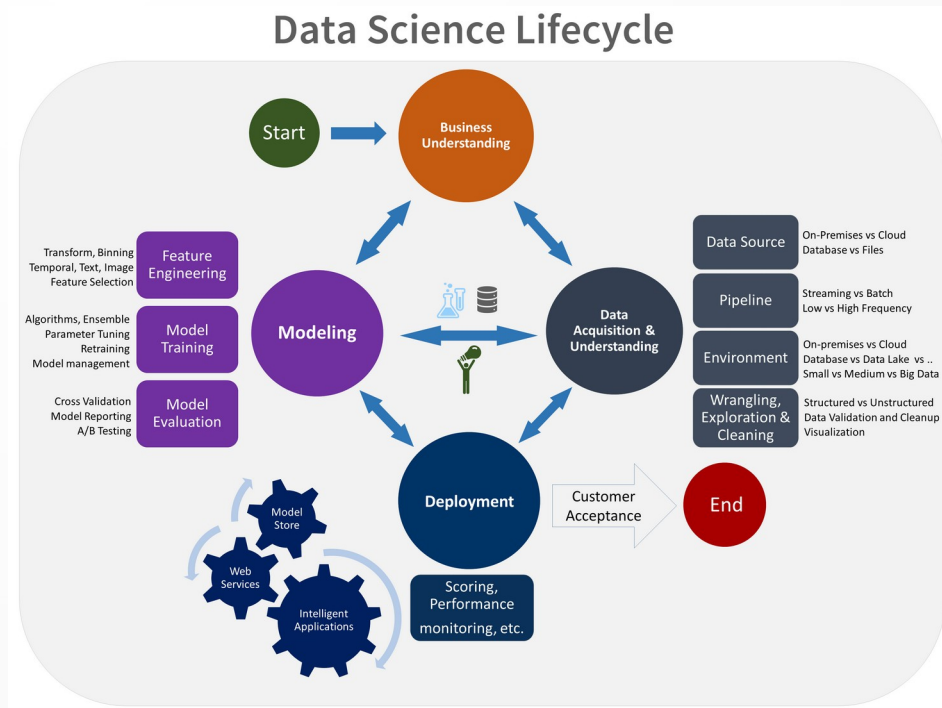 Data Science Lifecycle
Start
Business
Understanding
Transform, Binning
Temporal, Text, Image
Feature Selection
Feature
Engineering
Algorithms, Ensemble
Parameter Tuning
Retraining
Model management
Model
Training
Cross Validation
Model Reporting
A/B Testing
Model
Evaluation
Modeling
Data
Acquisition &
Understanding
Data Source
On-Premises vs Cloud
Database vs Files
Pipeline
Streaming vs Batch
Low vs High Frequency
Environment
On-premises vs Cloud
Database vs Data Lake vs ..
Small vs Medium vs Big Data
Wrangling,
Exploration &
Cleaning
Structured vs Unstructured
Data Validation and Cleanup
Visualization
Deployment
Customer
Acceptance
End
Model
Store
Web
Services
Intelligent
Applications
Scoring,
Performance
monitoring, etc.